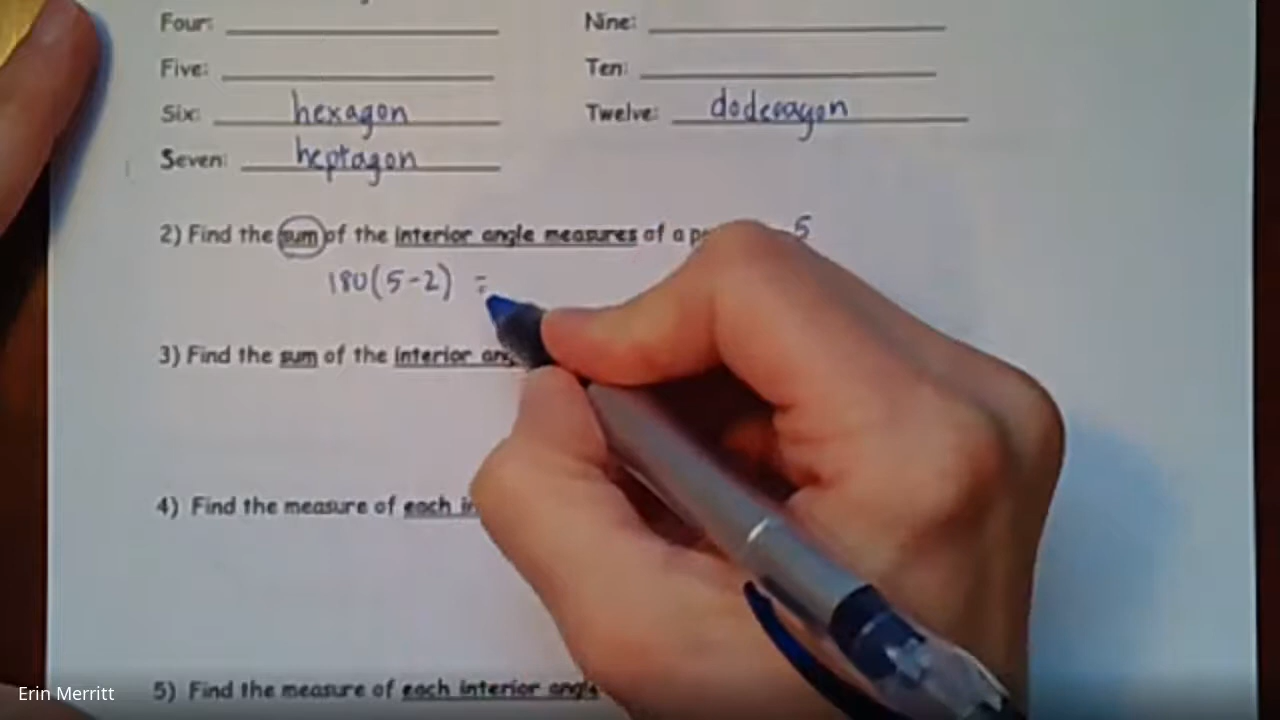 Four: Nine:
Five: Ten:
Six: hexagon Twelve: dodecagon
Seven: heptagon
2) Find the sum of the interior angle measures of a 5
180(5-2) =
3) Find the sum of the interior
4) Find the measure of each
5) Find the measure of each interior angle
Erin Merritt